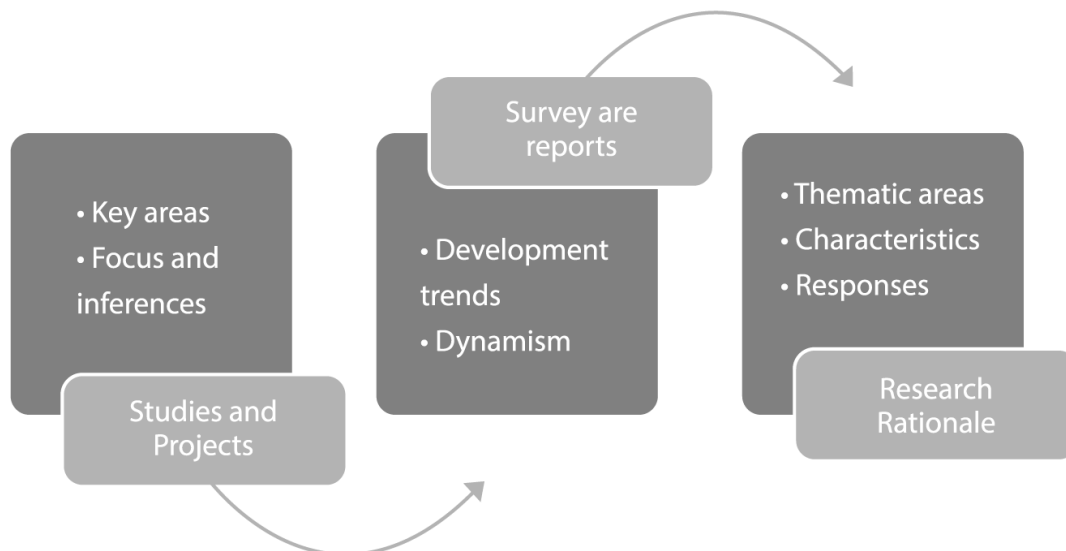 • Key areas
• Focus and
inferences
Studies and
Projects
Survey are
reports
• Development
trends
• Dynamism
• Thematic areas
• Characteristics
• Responses
Research
Rationale